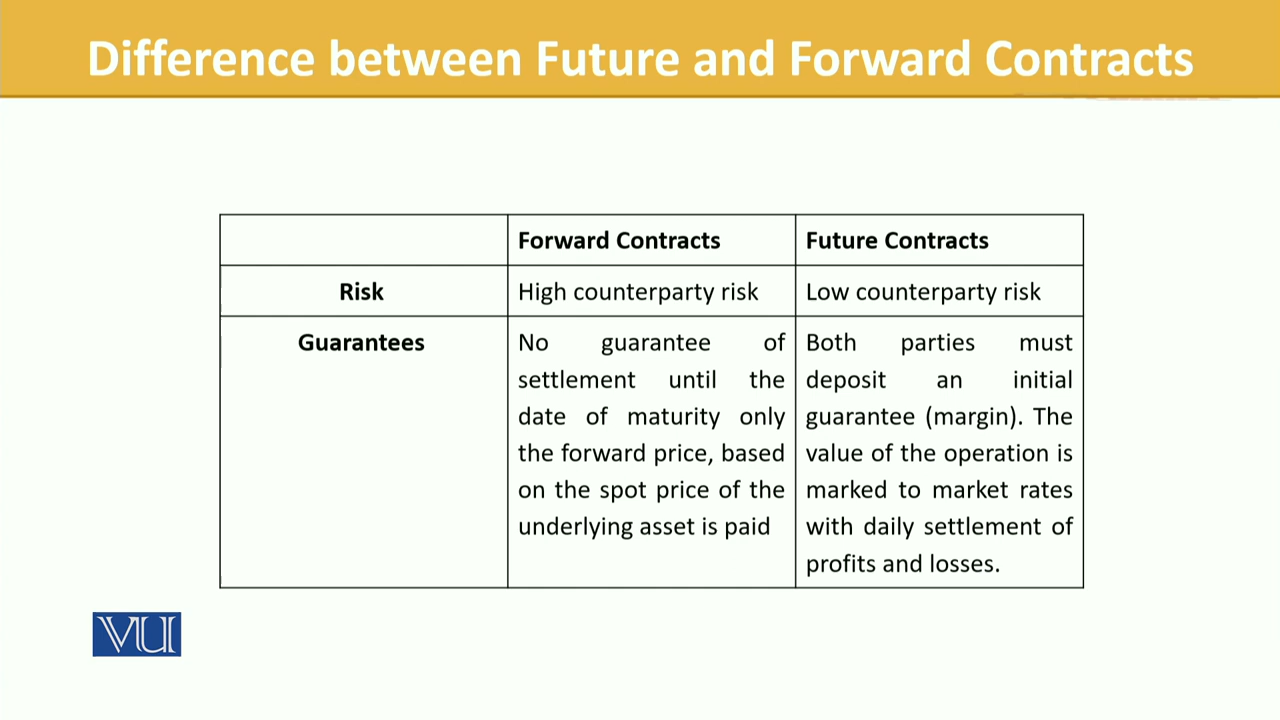 Difference between Future and Forward Contracts
Forward Contracts
Future Contracts
Risk
High counterparty risk
Low counterparty risk
Guarantees
No guarantee of
settlement until the
date of maturity only
the forward price, based
on the spot price of the
underlying asset is paid
Both parties must
deposit an initial
guarantee (margin). The
value of the operation is
marked to market rates
with daily settlement of
profits and losses.
VU